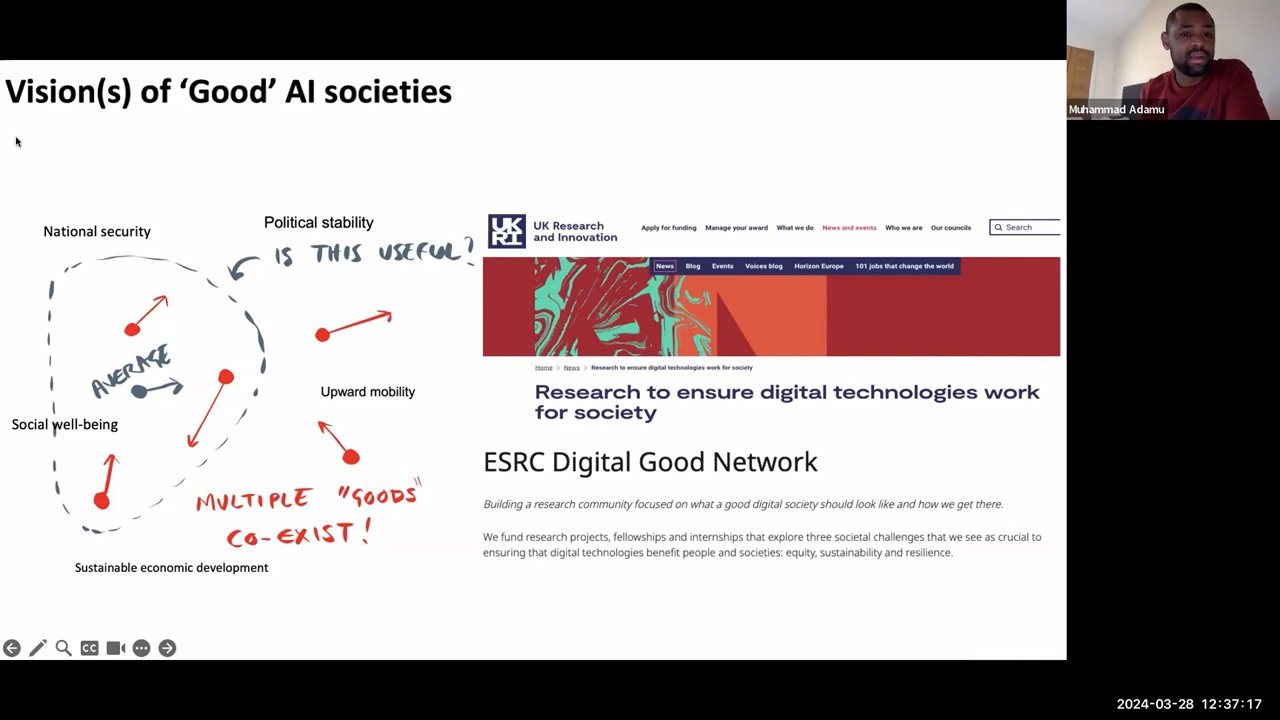 Vision(s) of ‘Good’ AI societies
Muhammad Adamu
National security
Political stability
IS THIS USEFUL?
AVERAGE
Upward mobility
Social well-being
MULTIPLE "GOODS"
CO-EXIST!
Sustainable economic development
UK
RI
UK Research
and Innovation
Apply for funding Manage your award What we do News and events Who we are Our councils
Search
News Blog Events Voices blog Horizon Europe 101 jobs that change the world
Home > News > Research to ensure digital technologies work for society
Research to ensure digital technologies work
for society
ESRC Digital Good Network
Building a research community focused on what a good digital society should look like and how we get there.
We fund research projects, fellowships and internships that explore three societal challenges that we see as crucial to
ensuring that digital technologies benefit people and societies: equity, sustainability and resilience.
CC
2024-03-28 12:37:17